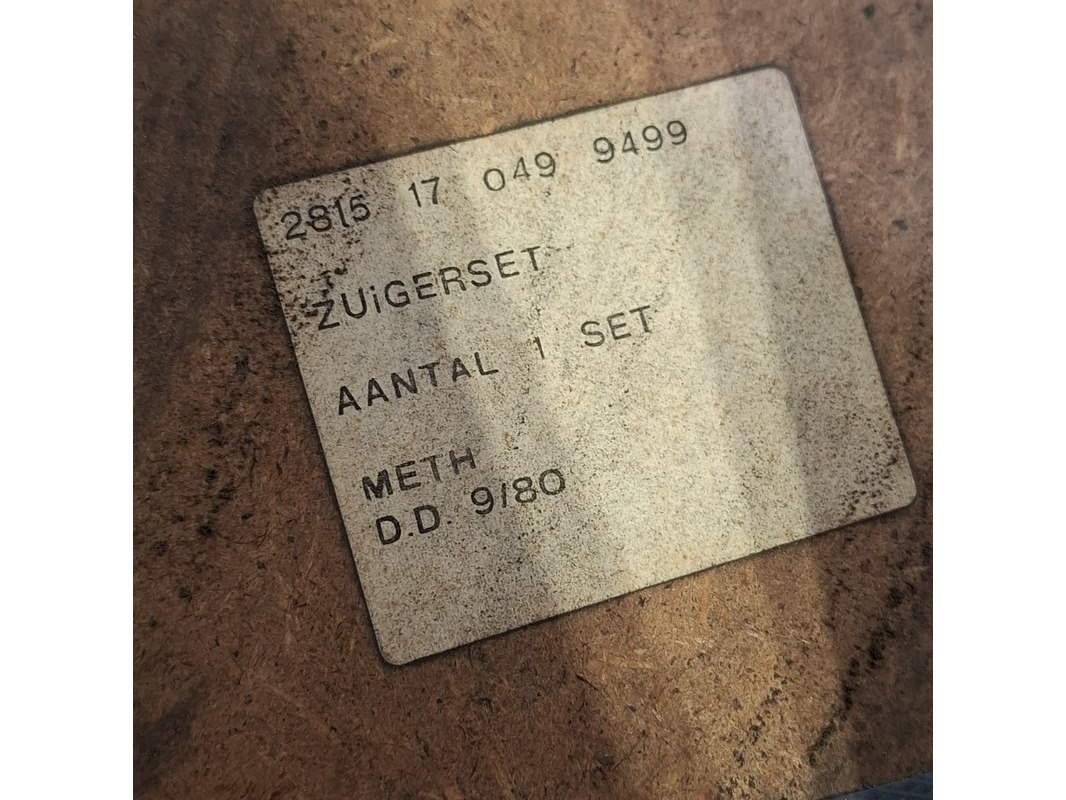 2815 17 049 9499
ZUiGERSET
AANTAL 1 SET
METH
D.D. 9/80